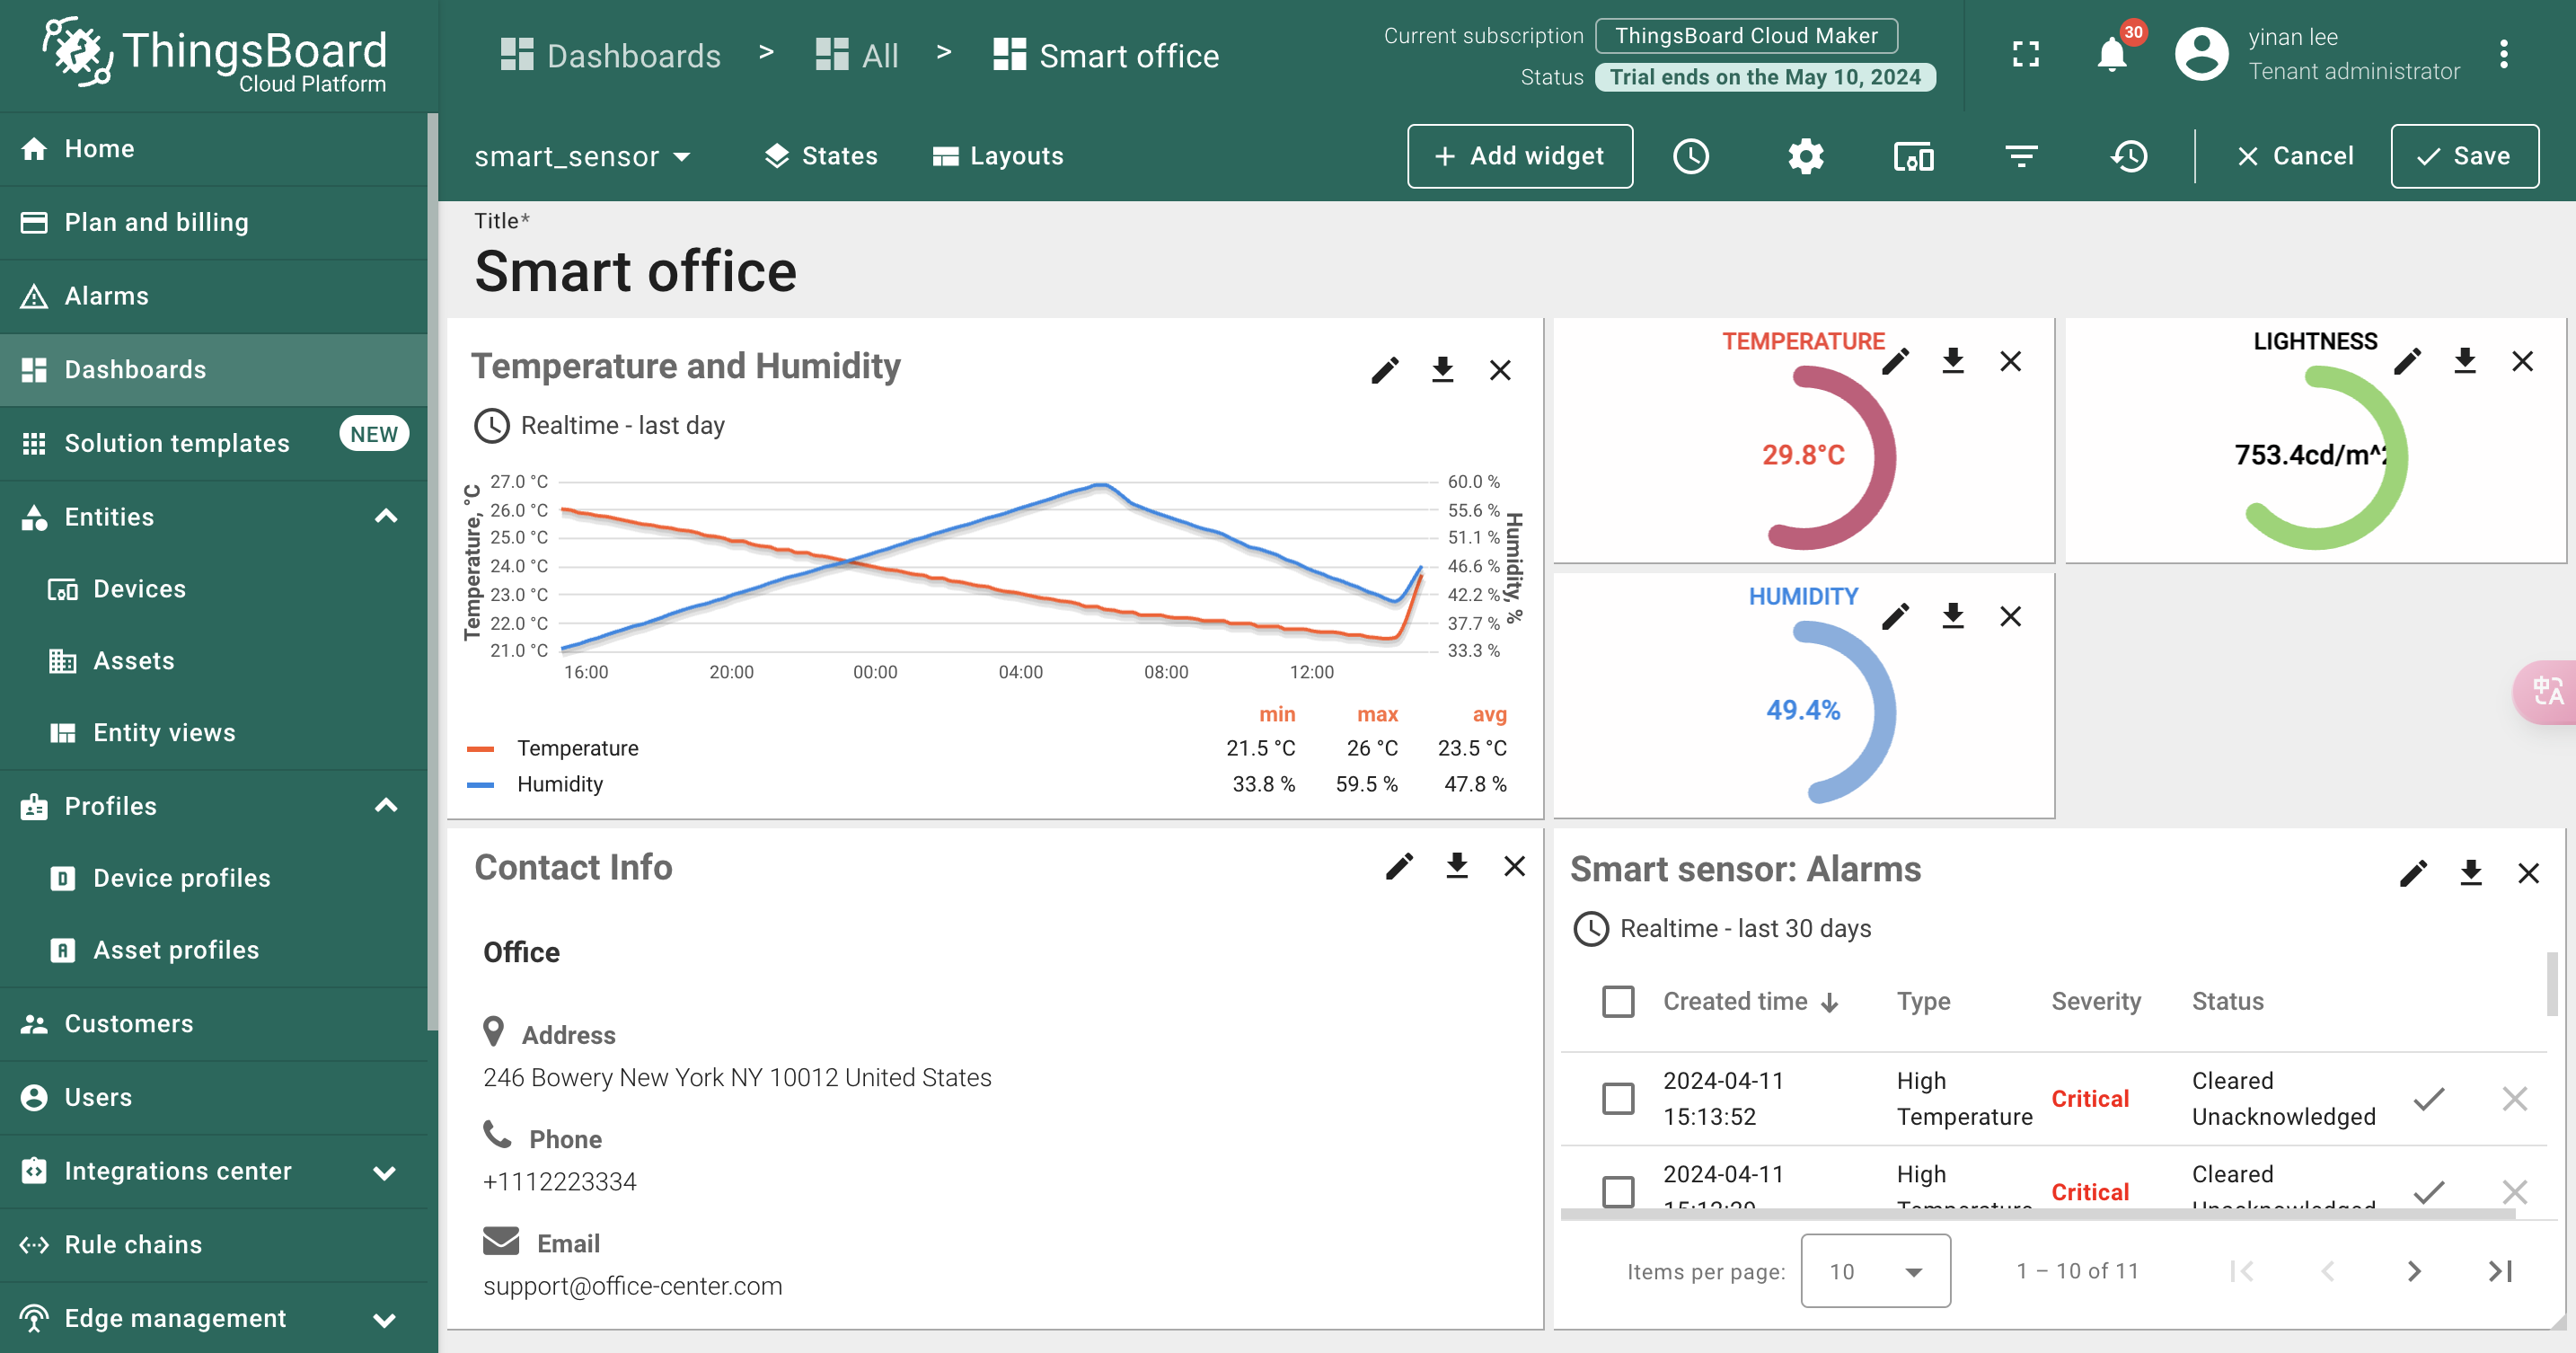 ThingsBoard
Cloud Platform
Dashboards > All > Smart office
Current subscription ThingsBoard Cloud Maker
Status Trial ends on the May 10, 2024
30
yinan lee
Tenant administrator
smart_sensor
States
Layouts
+ Add widget
Cancel
Save
Home
Plan and billing
Alarms
Dashboards
Solution templates NEW
Entities
Devices
Assets
Entity views
Profiles
D Device profiles
A Asset profiles
Customers
Users
Integrations center
Rule chains
Edge management
Title*
Smart office
Temperature and Humidity
Realtime - last day
Temperature, °C
27.0 °C
26.0 °C
25.0 °C
24.0 °C
23.0 °C
22.0 °C
21.0 °C
60.0 %
55.6 %
51.1 %
46.6 %
42.2 %
37.7 %
33.3 %
Humidity, %
16:00 20:00 00:00 04:00 08:00 12:00
min max avg
Temperature 21.5 °C 26 °C 23.5 °C
Humidity 33.8 % 59.5 % 47.8 %
TEMPERATURE
29.8°C
LIGHTNESS
753.4cd/m^2
HUMIDITY
49.4%
中A
Contact Info
Office
Address
246 Bowery New York NY 10012 United States
Phone
+1112223334
Email
support@office-center.com
Smart sensor: Alarms
Realtime - last 30 days
Created time Type Severity Status
2024-04-11 High Critical Cleared
15:13:52 Temperature Unacknowledged
2024-04-11 High Critical Cleared
Temperature Unacknowledged
Items per page: 10 1 – 10 of 11